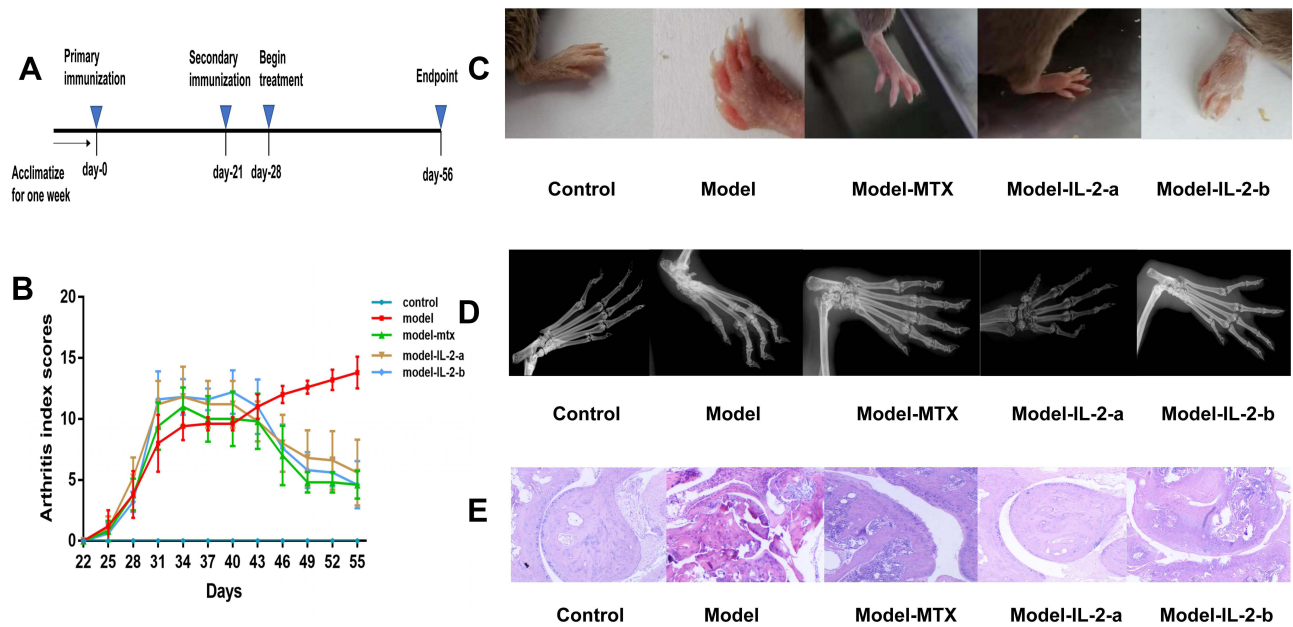 A
Primary
immunization
Secondary
immunization
Begin
treatment
Endpoint
day-0
day-21
day-28
day-56
Acclimatize
for one week
B
Arthritis index scores
20
15
10
5
0
22 25 28 31 34 37 40 43 46 49 52 55
Days
control
model
model-mtx
model-IL-2-a
model-IL-2-b
C
Control Model Model-MTX Model-IL-2-a Model-IL-2-b
D
Control Model Model-MTX Model-IL-2-a Model-IL-2-b
E
Control Model Model-MTX Model-IL-2-a Model-IL-2-b